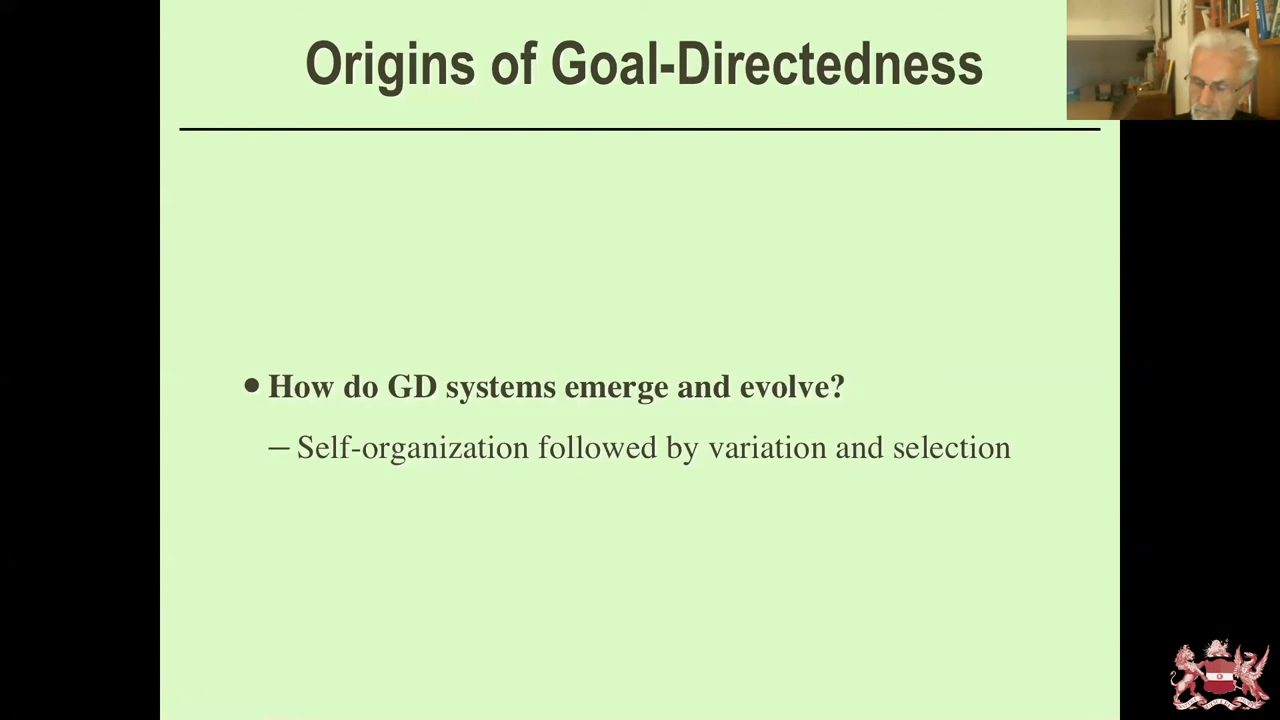 Origins of Goal-Directedness
• How do GD systems emerge and evolve?
– Self-organization followed by variation and selection